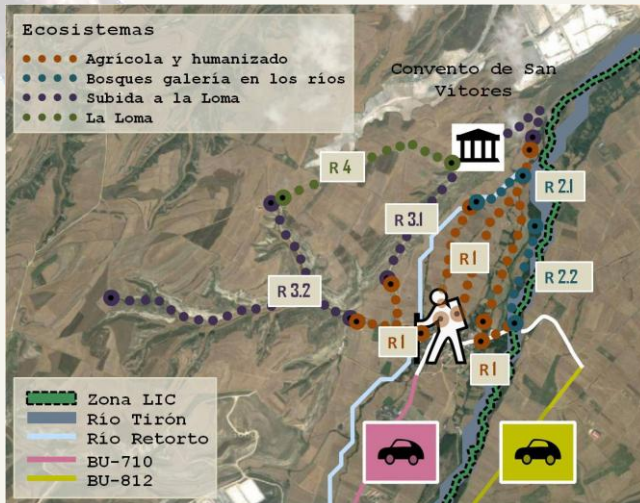 Ecosistemas
Agrícola y humanizado
Bosques galería en los ríos
Subida a la Loma
La Loma
Convento de San
Vitores
R 4
R 2.1
R 3.1
R 1
R 2.2
R 3.2
R 1
R 1
Zona LIC
Río Tirón
Río Retorto
BU-710
BU-812